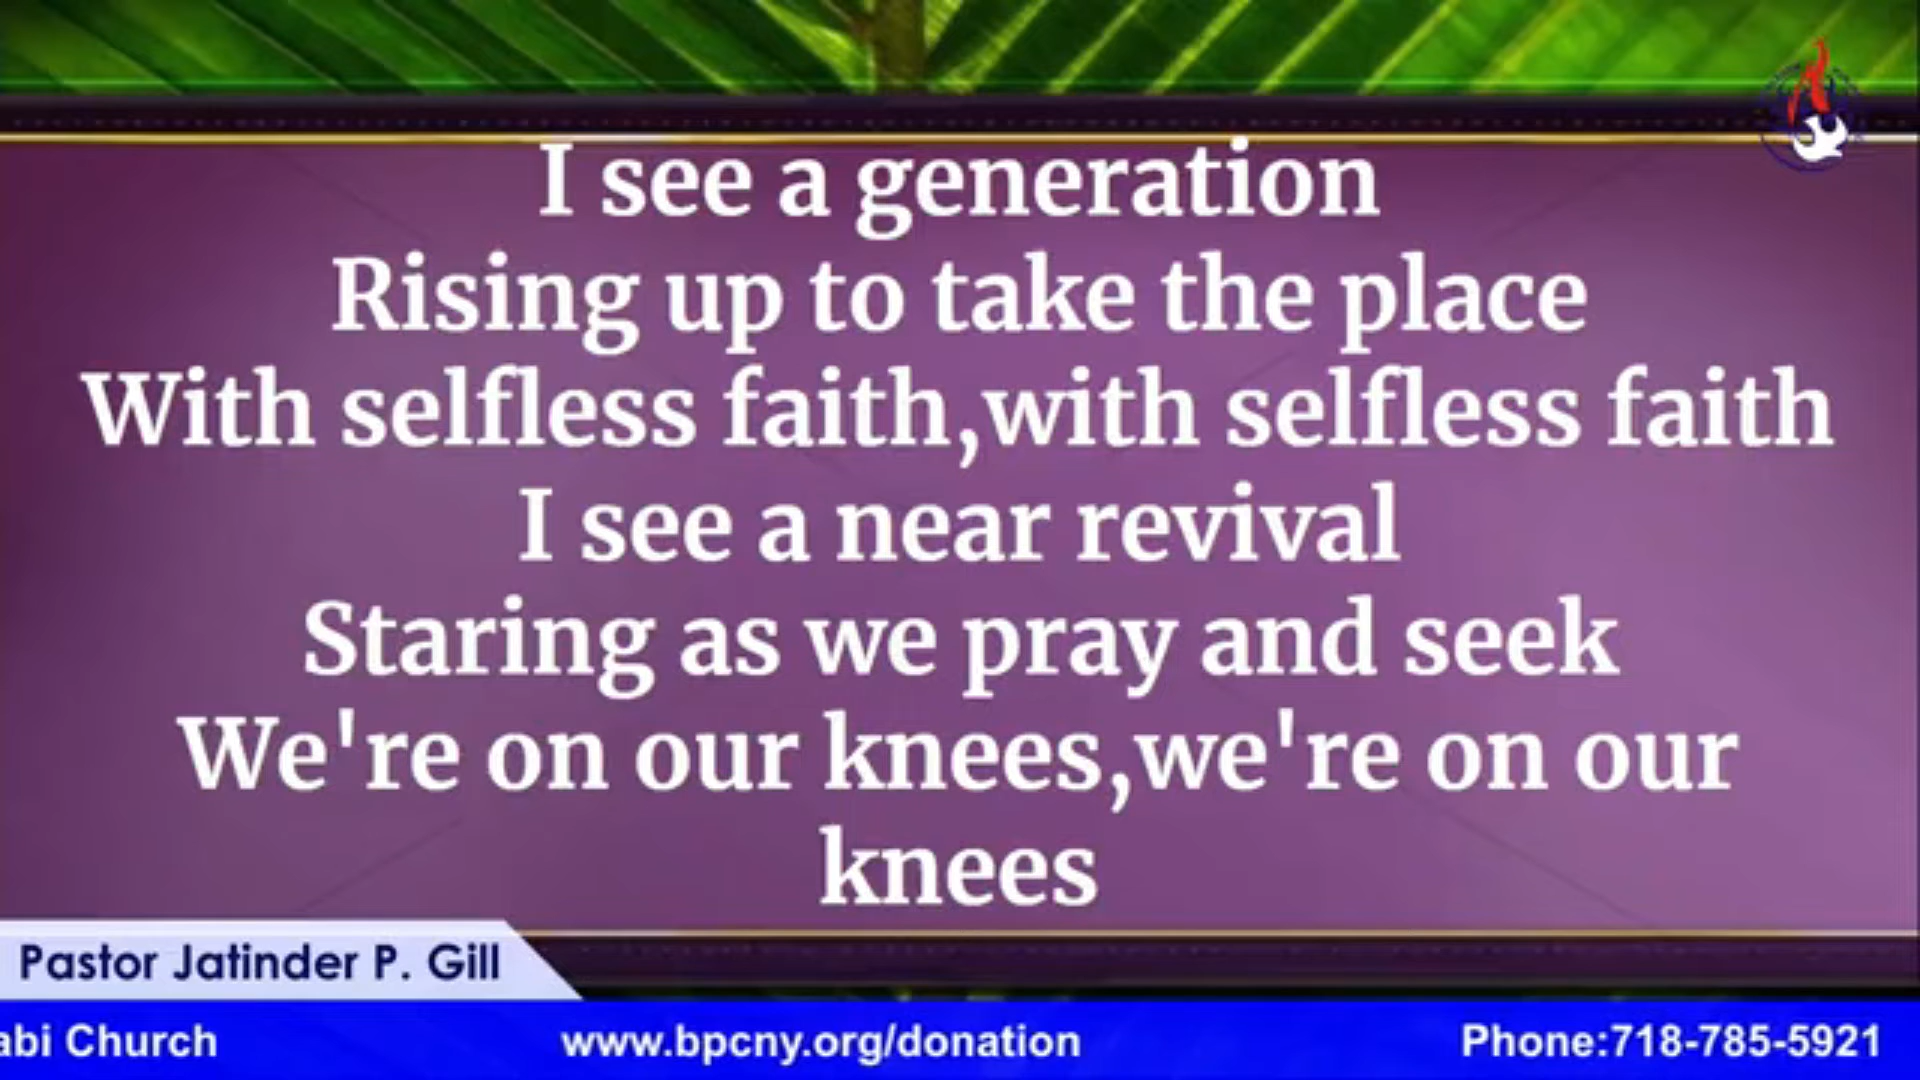 I see a generation
Rising up to take the place
With selfless faith,with selfless faith
I see a near revival
Staring as we pray and seek
We're on our knees,we're on our
knees
Pastor Jatinder P. Gill
abi Church www.bpcny.org/donation Phone:718-785-5921